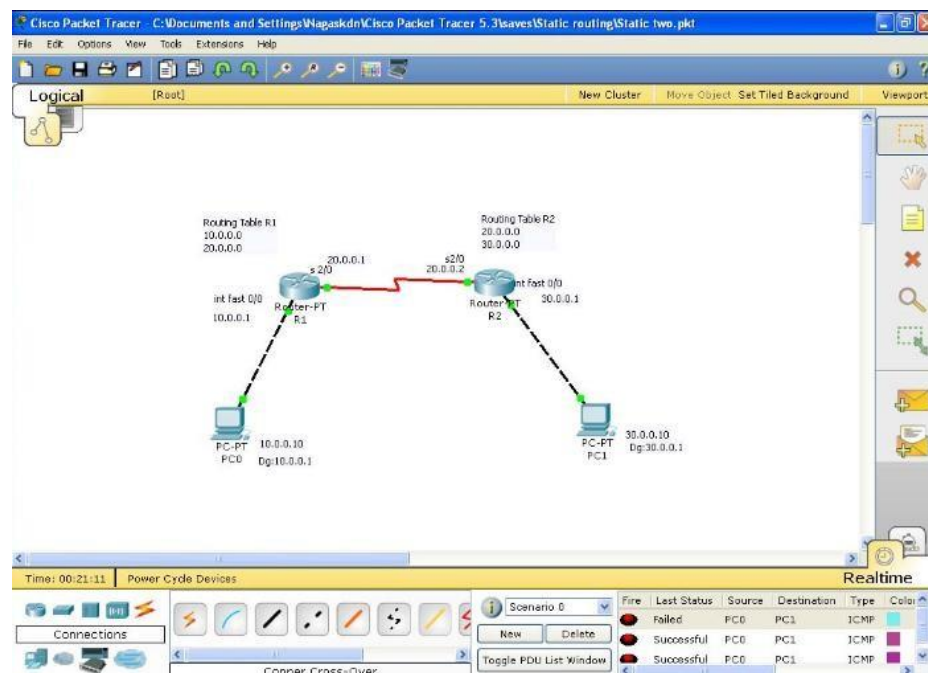 Cisco Packet Tracer - C:\Documents and Settings\Nagaskdn\Cisco Packet Tracer 5.3\saves\Static routing\Static two.pkt
File Edit Options View Tools Extensions Help
Logical
[Root]
New Cluster
Move Object
Set Tiled Background
Viewport
Routing Table R1
10.0.0.0
20.0.0.0
Routing Table R2
20.0.0.0
30.0.0.0
20.0.0.1
s 2/0
s2/0
20.0.0.2
int fast 0/0
10.0.0.1
Router-PT
R1
int fast 0/0
30.0.0.1
Router-PT
R2
PC-PT
PC0
10.0.0.10
Dg:10.0.0.1
PC-PT
PC1
30.0.0.10
Dg:30.0.0.1
Time: 00:21:11
Power Cycle Devices
Realtime
Connections
Copper Cross-Over
Scenario 0
New
Delete
Toggle PDU List Window
Fire Last Status Source Destination Type Color
Failed PC0 PC1 ICMP
Successful PC0 PC1 ICMP
Successful PC0 PC1 ICMP